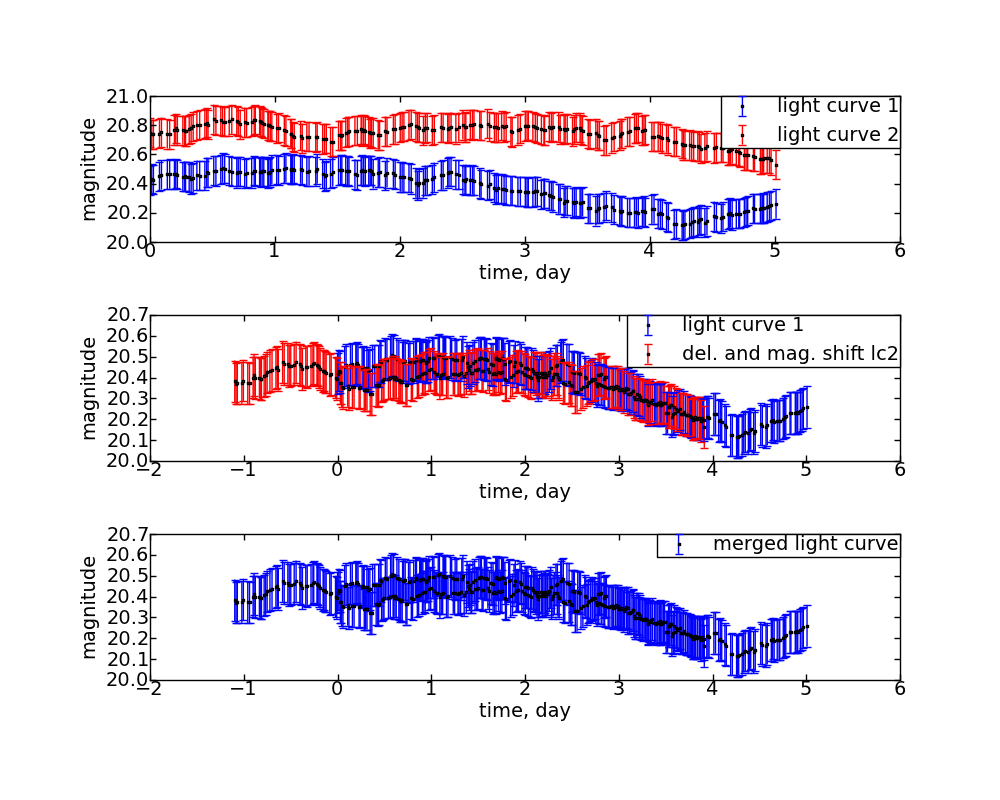 21.0
20.8
20.6
20.4
20.2
20.0
magnitude
light curve 1
light curve 2
0 1 2 3 4 5 6
time, day
20.7
20.6
20.5
20.4
20.3
20.2
20.1
20.0
magnitude
light curve 1
del. and mag. shift lc2
−2 −1 0 1 2 3 4 5 6
time, day
20.7
20.6
20.5
20.4
20.3
20.2
20.1
20.0
magnitude
merged light curve
−2 −1 0 1 2 3 4 5 6
time, day